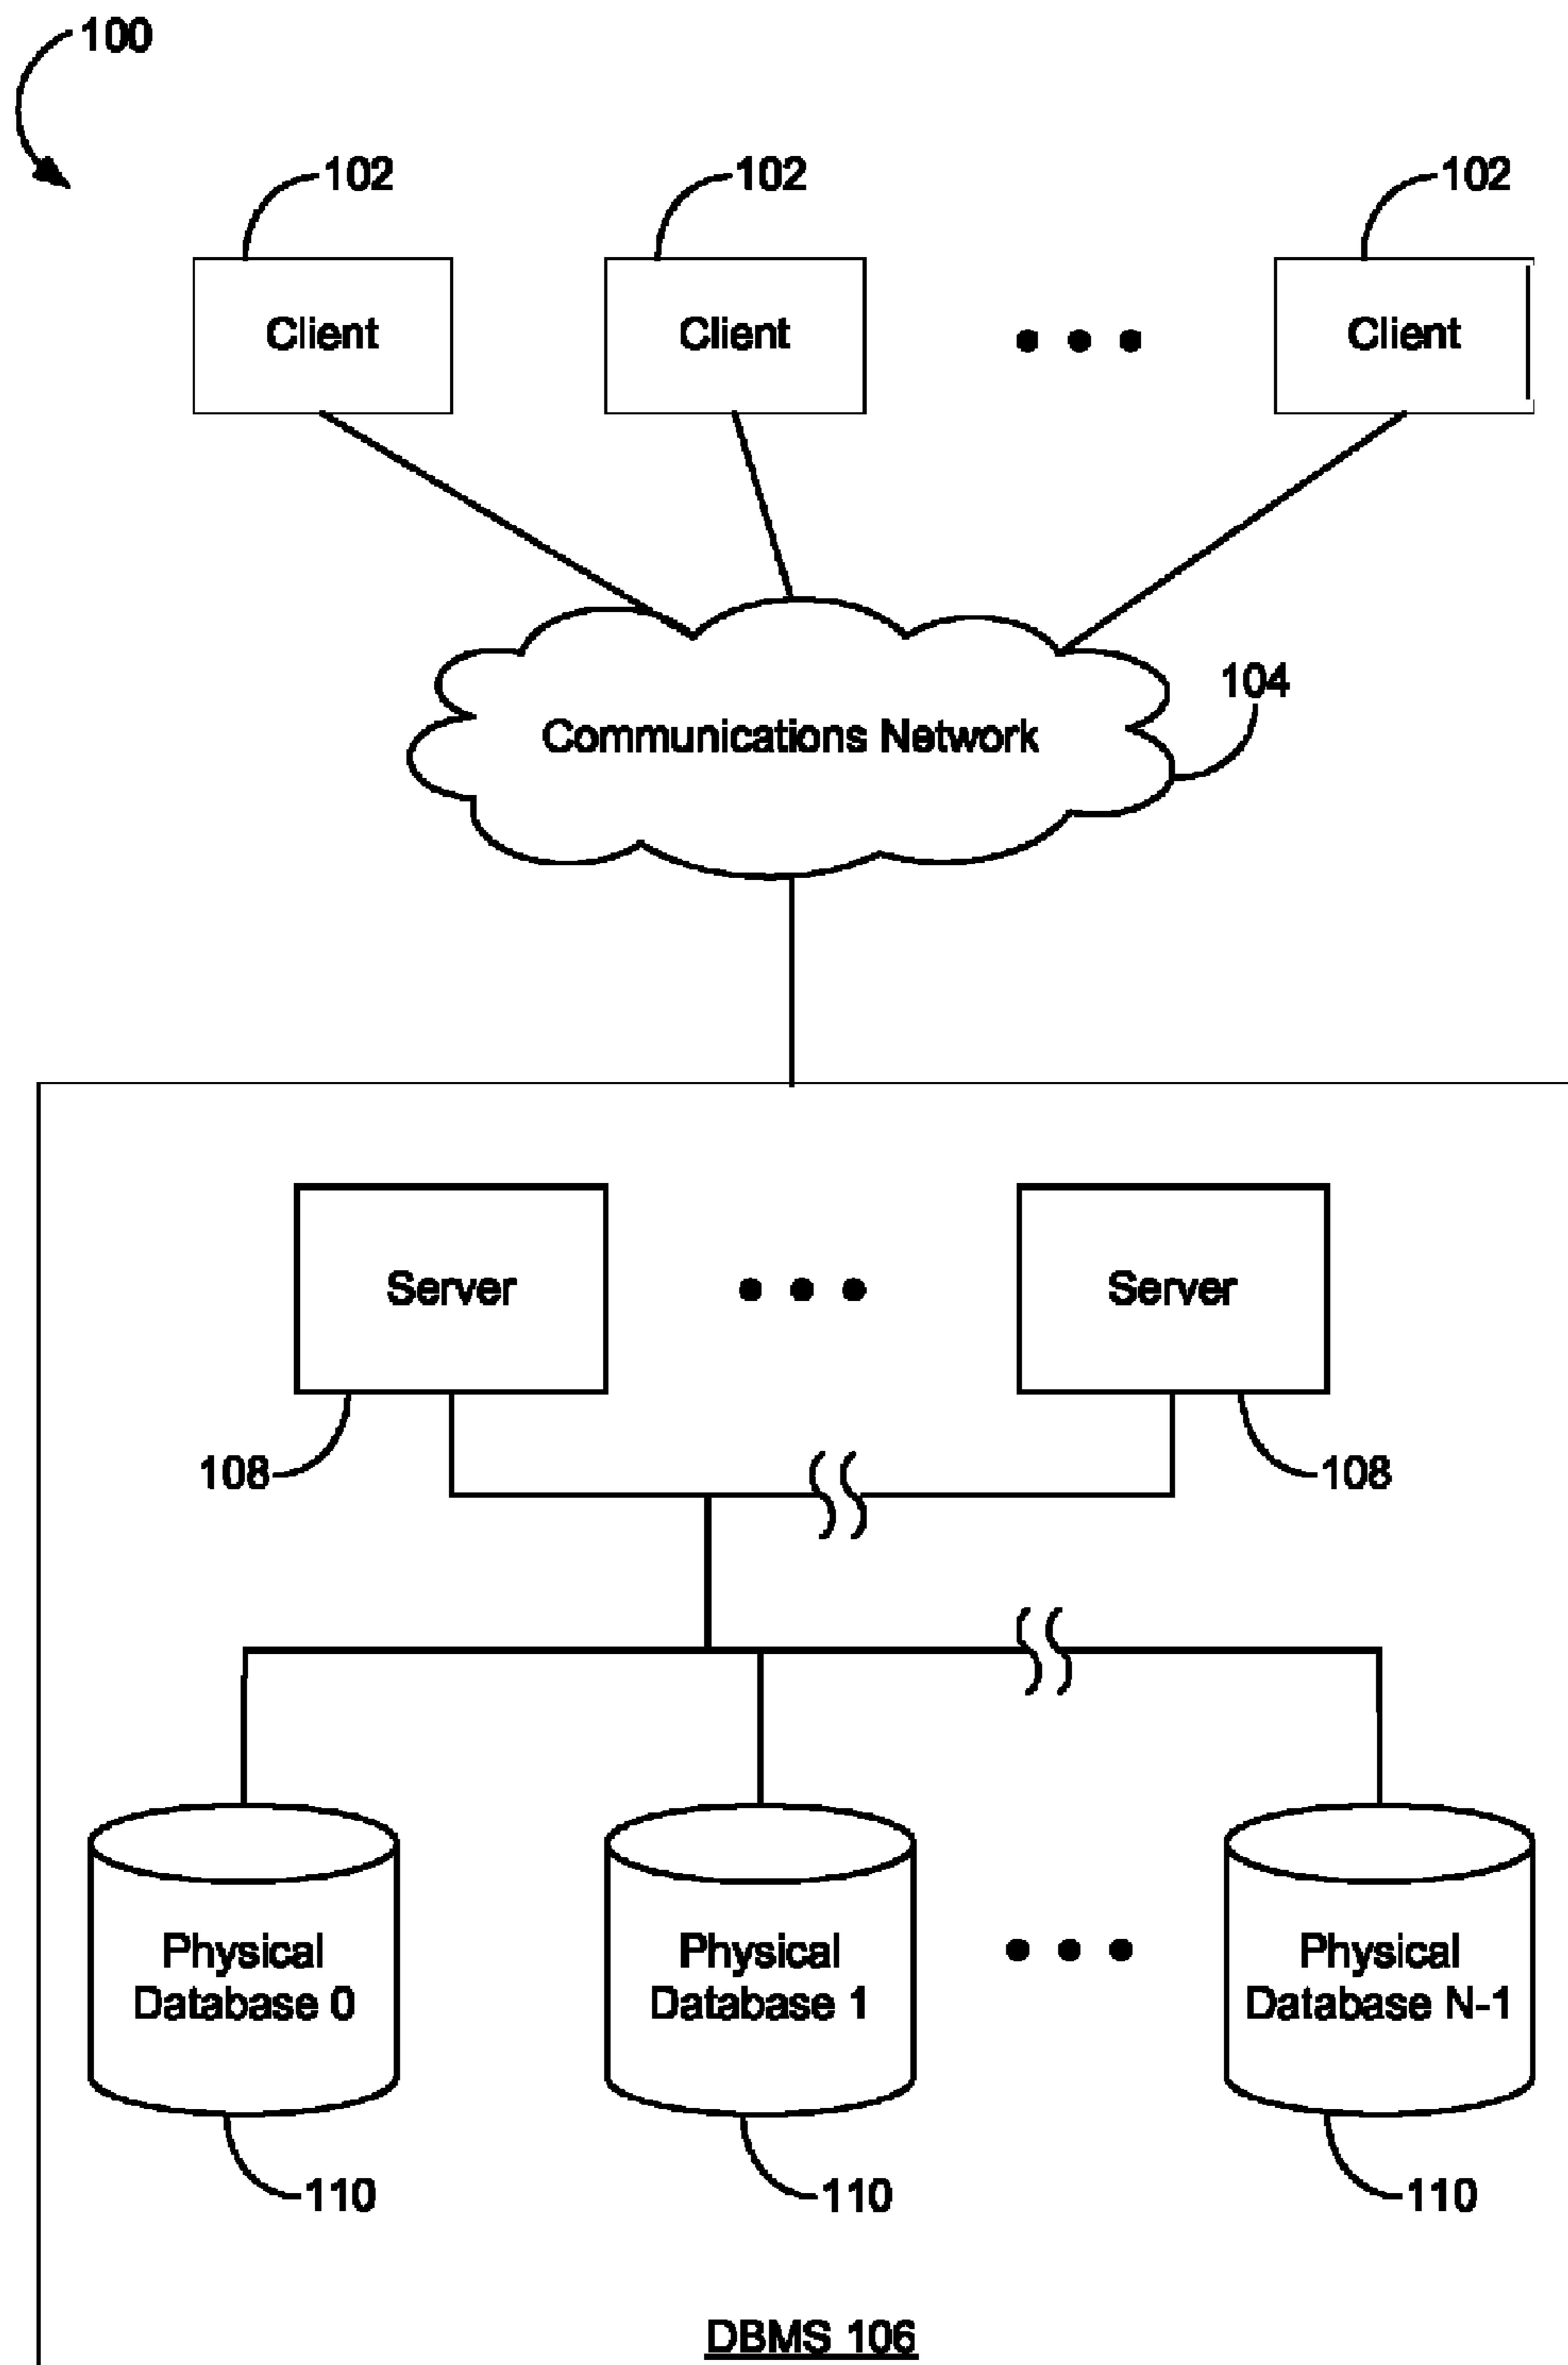 100
102
102
102
Client
Client
Client
104
Communications Network
Server
Server
108
108
Physical
Database 0
Physical
Database 1
Physical
Database N-1
110
110
110
DBMS 106